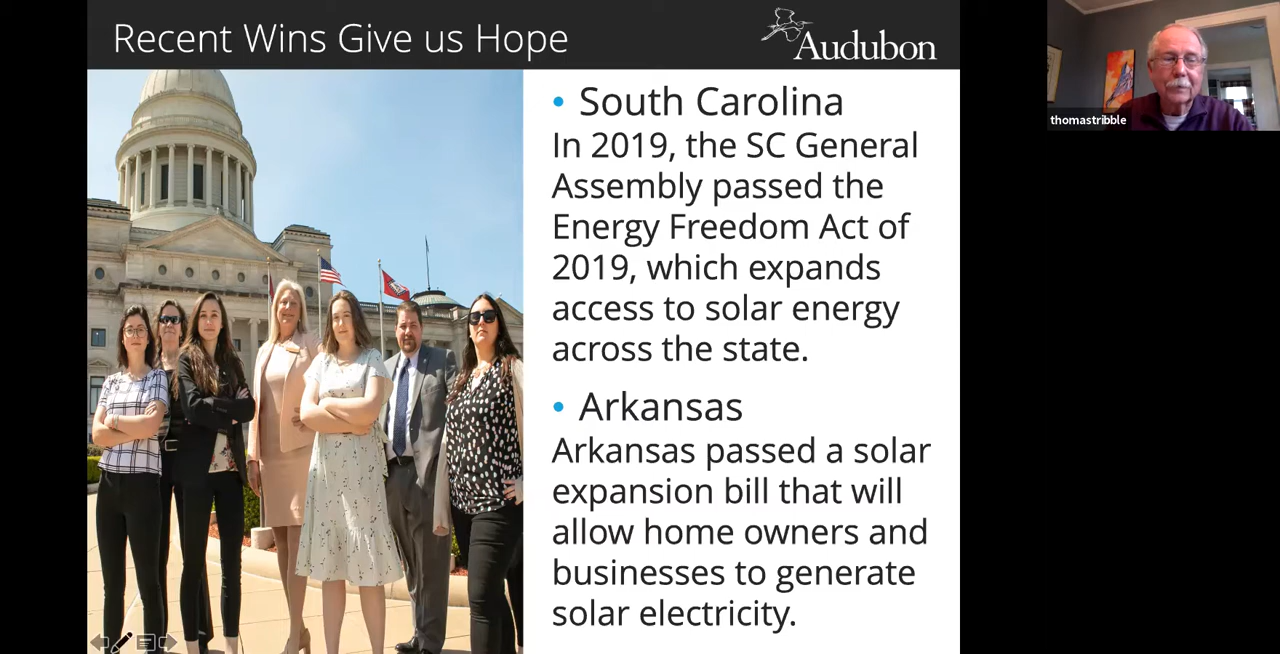 Recent Wins Give us Hope
Audubon
• South Carolina
In 2019, the SC General
Assembly passed the
Energy Freedom Act of
2019, which expands
access to solar energy
across the state.
• Arkansas
Arkansas passed a solar
expansion bill that will
allow home owners and
businesses to generate
solar electricity.
thomastribble